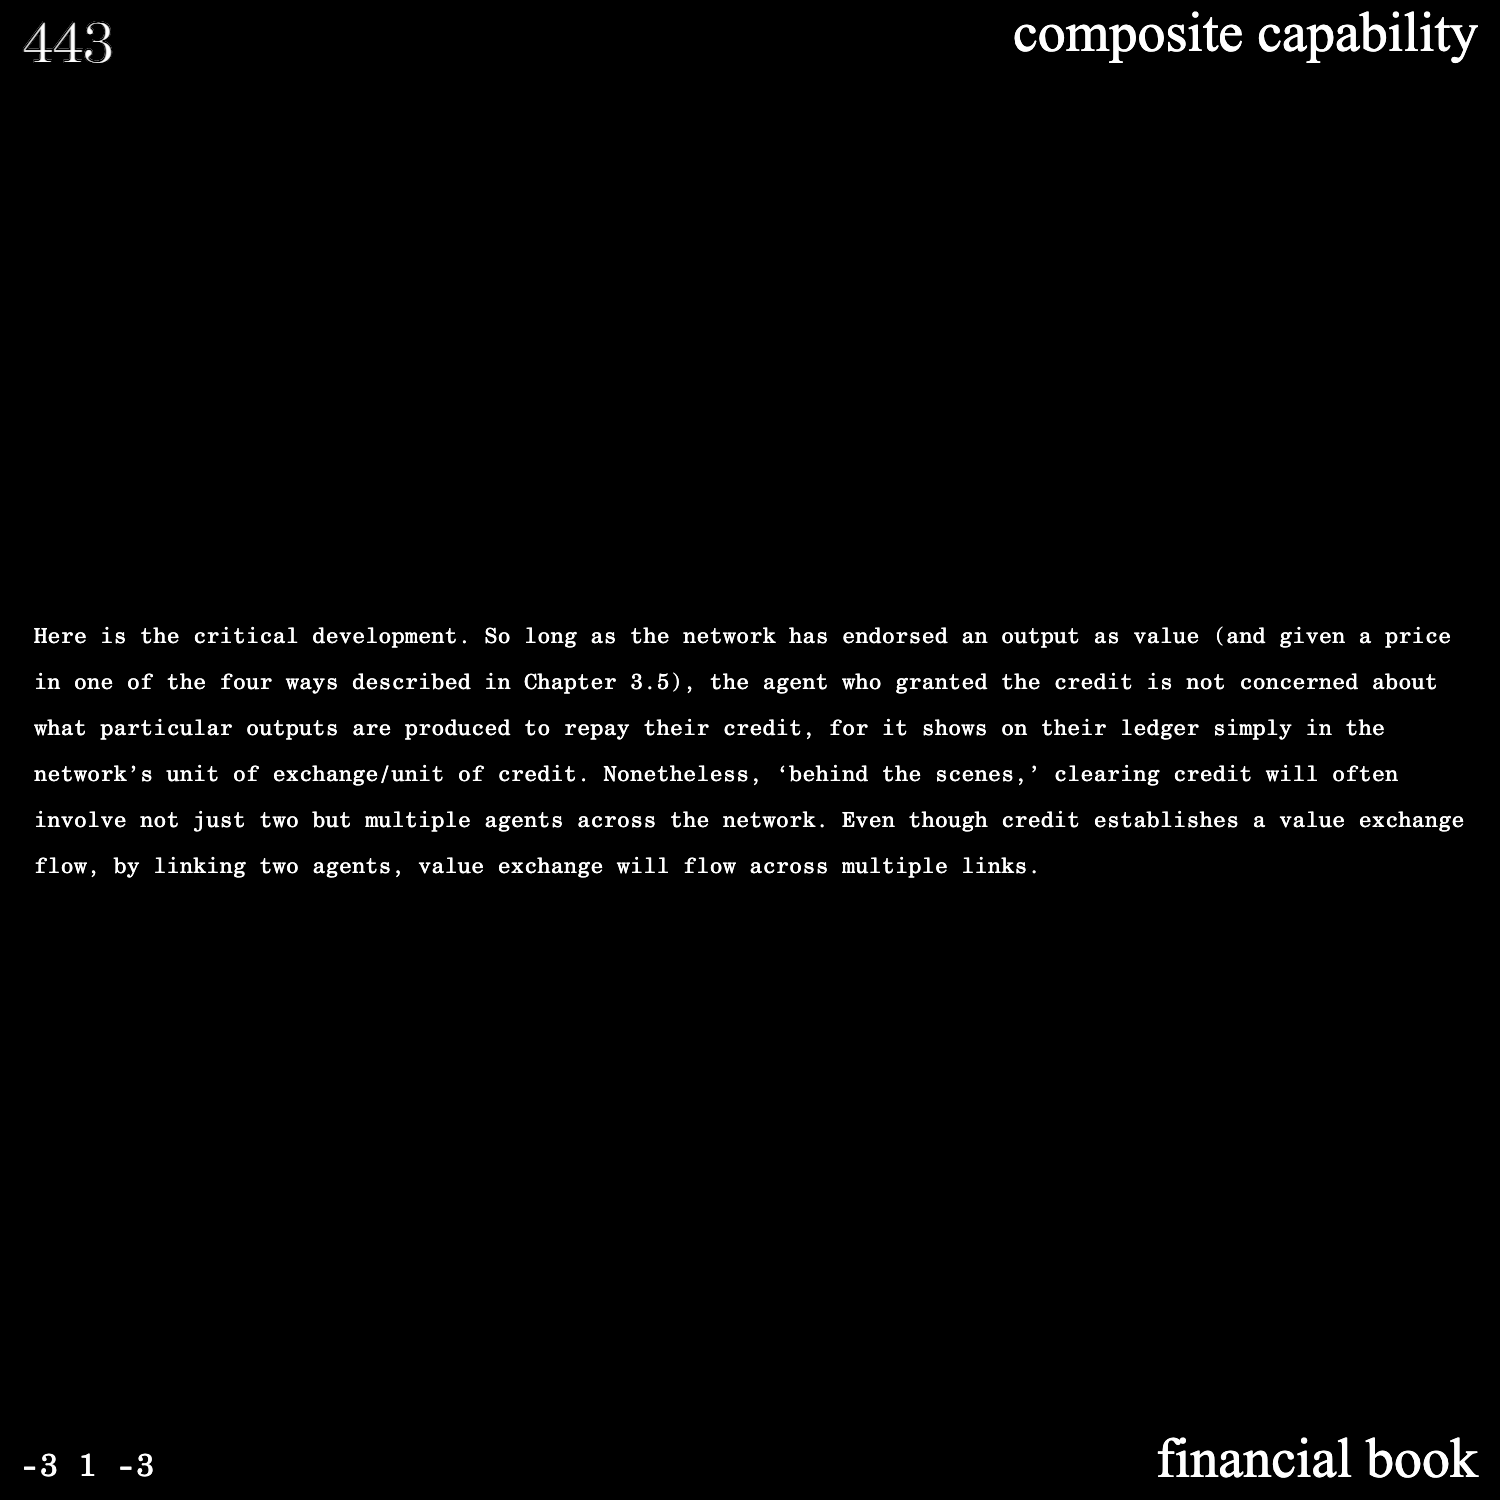 443
composite capability
Here is the critical development. So long as the network has endorsed an output as value (and given a price
in one of the four ways described in Chapter 3.5), the agent who granted the credit is not concerned about
what particular outputs are produced to repay their credit, for it shows on their ledger simply in the
network’s unit of exchange/unit of credit. Nonetheless, ‘behind the scenes,’ clearing credit will often
involve not just two but multiple agents across the network. Even though credit establishes a value exchange
flow, by linking two agents, value exchange will flow across multiple links.
-3 1 -3
financial book